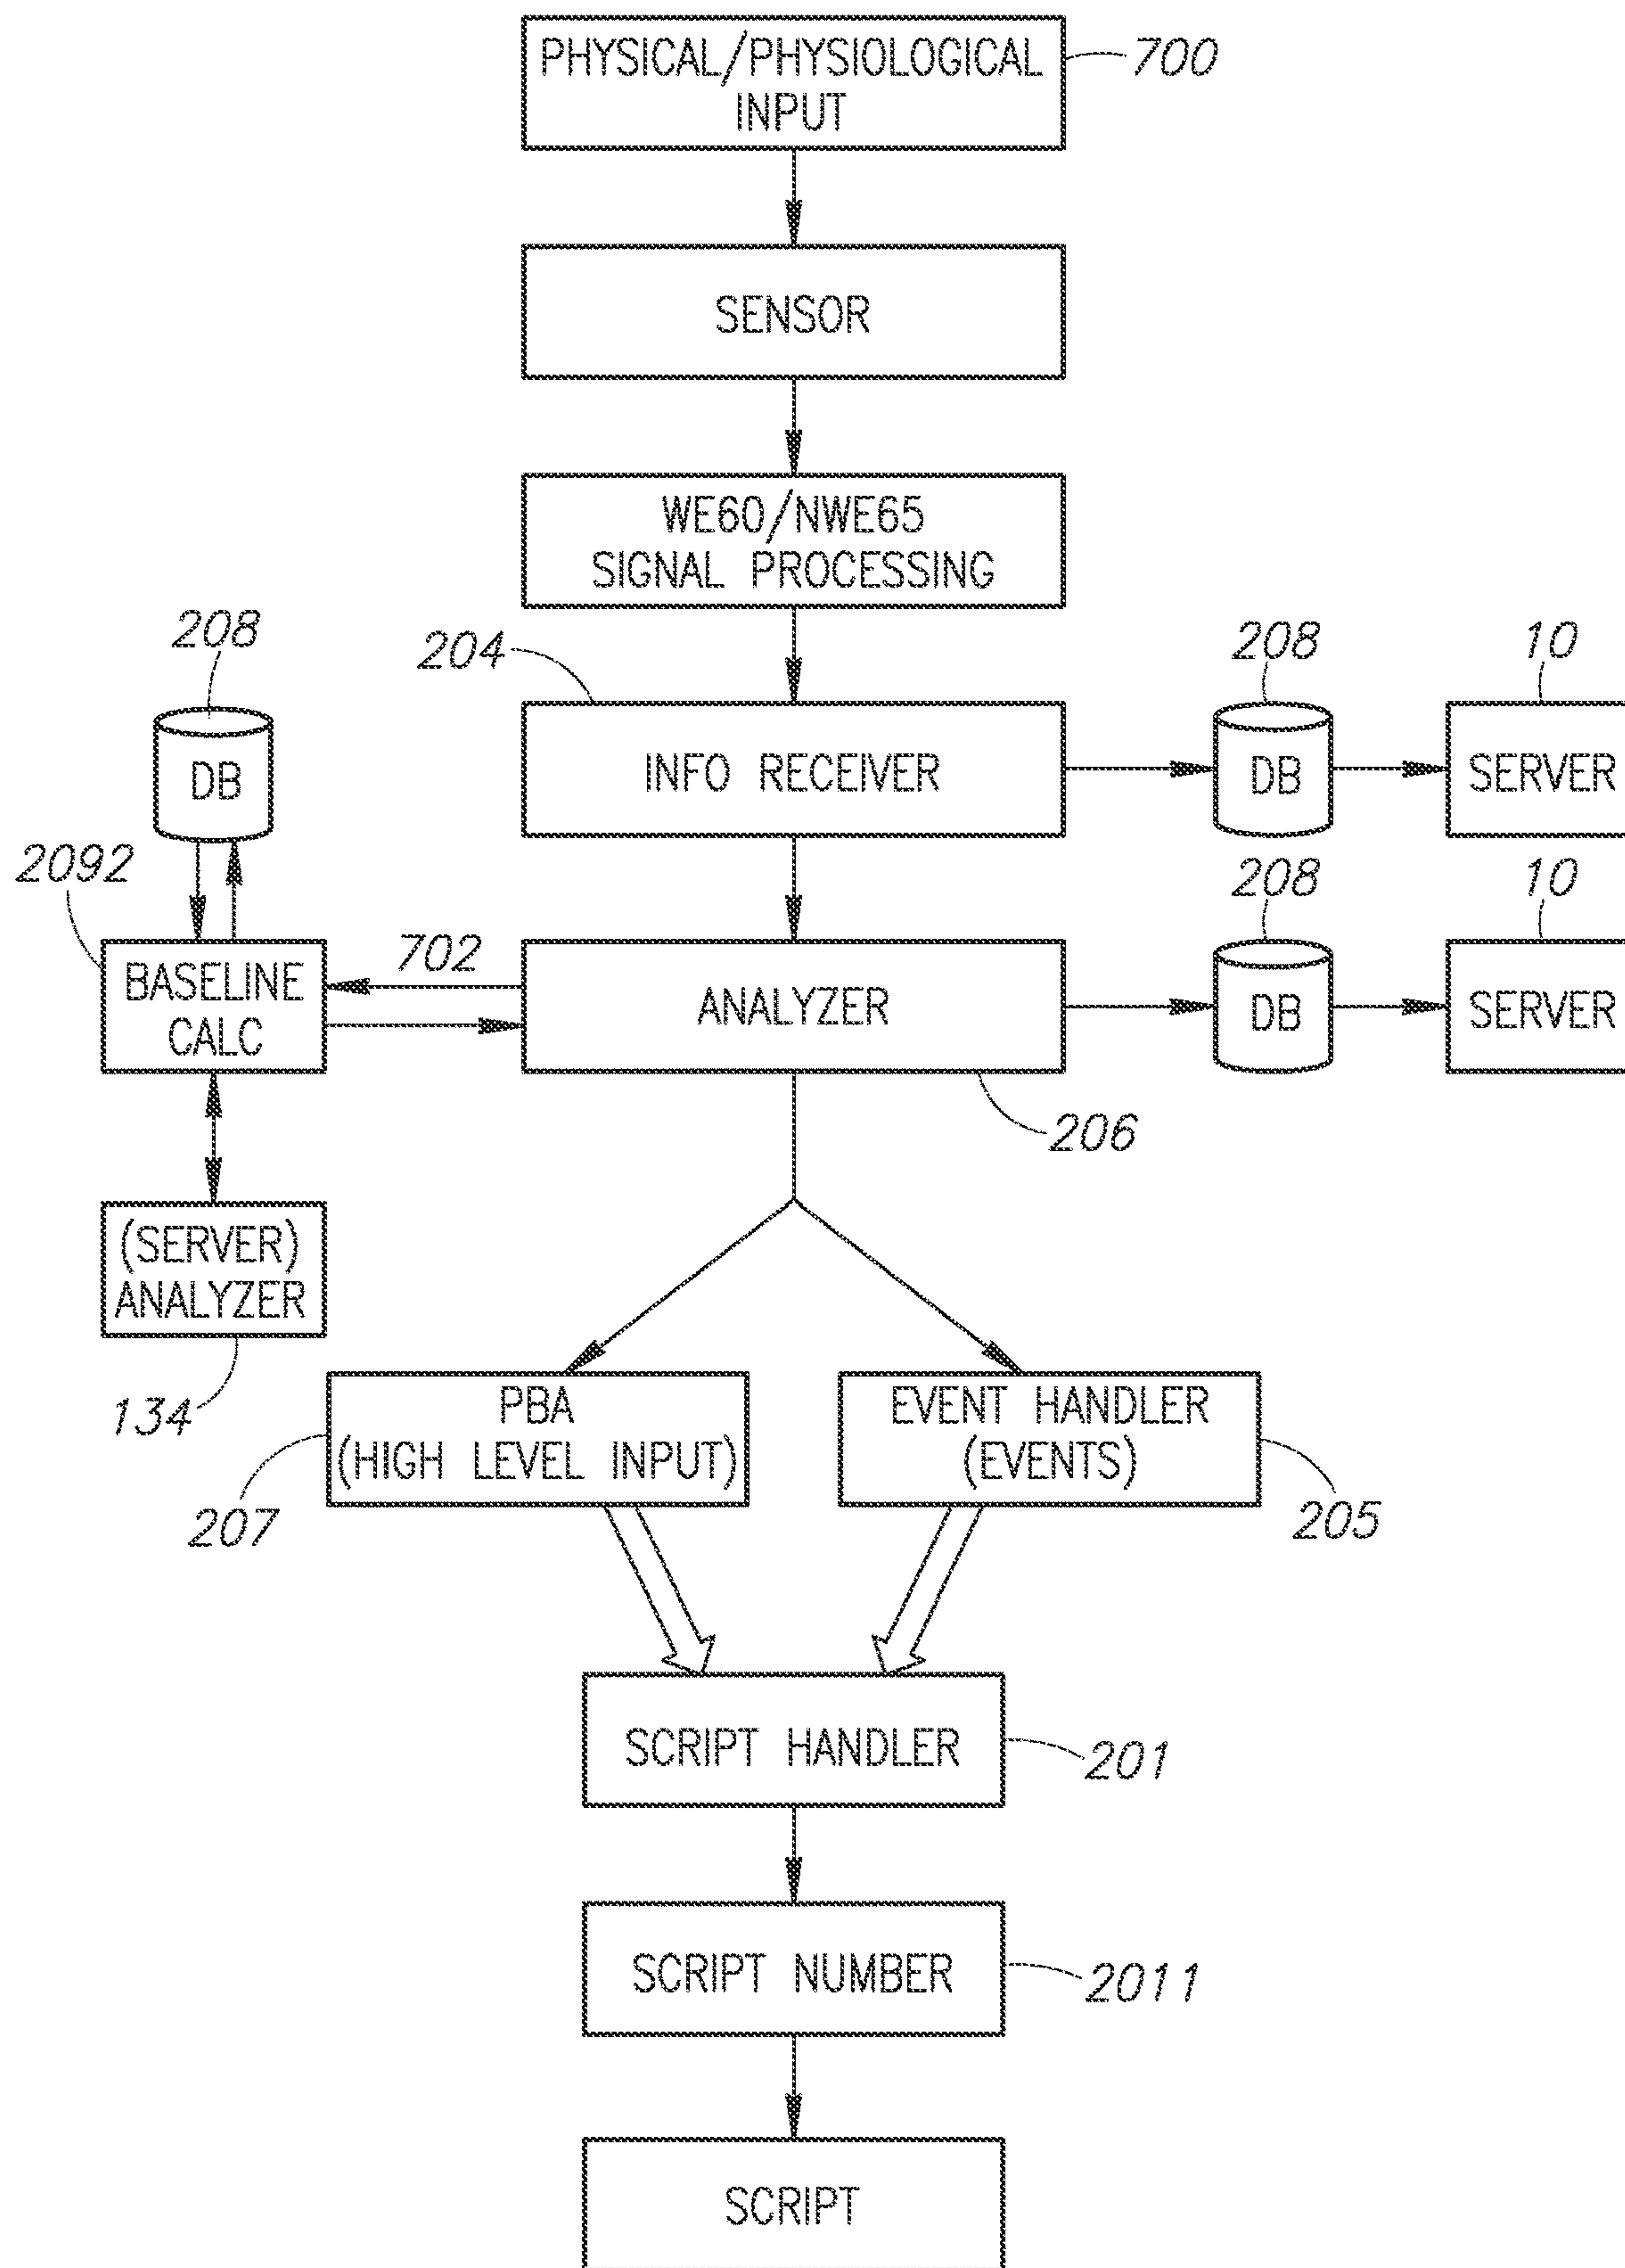 PHYSICAL/PHYSIOLOGICAL
INPUT
700
SENSOR
WE60/NWE65
SIGNAL PROCESSING
208
204
208
10
DB
INFO RECEIVER
DB
SERVER
2092
208
10
702
BASELINE
CALC
ANALYZER
DB
SERVER
206
(SERVER)
ANALYZER
134
PBA
(HIGH LEVEL INPUT)
EVENT HANDLER
(EVENTS)
207
205
SCRIPT HANDLER
201
SCRIPT NUMBER
2011
SCRIPT